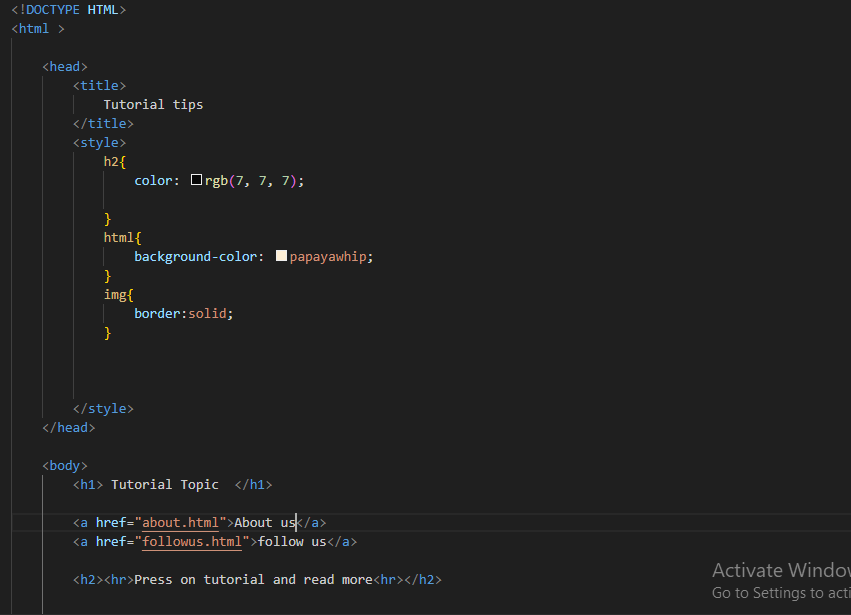 <!DOCTYPE HTML>
<html >
<head>
<title>
Tutorial tips
</title>
<style>
h2{
color: rgb(7, 7, 7);
}
html{
background-color: papayawhip;
}
img{
border:solid;
}
</style>
</head>
<body>
<h1> Tutorial Topic  </h1>
<a href="about.html">About us</a>
<a href="followus.html">follow us</a>
<h2><hr>Press on tutorial and read more<hr></h2>
Activate Windo
Go to Settings to acti